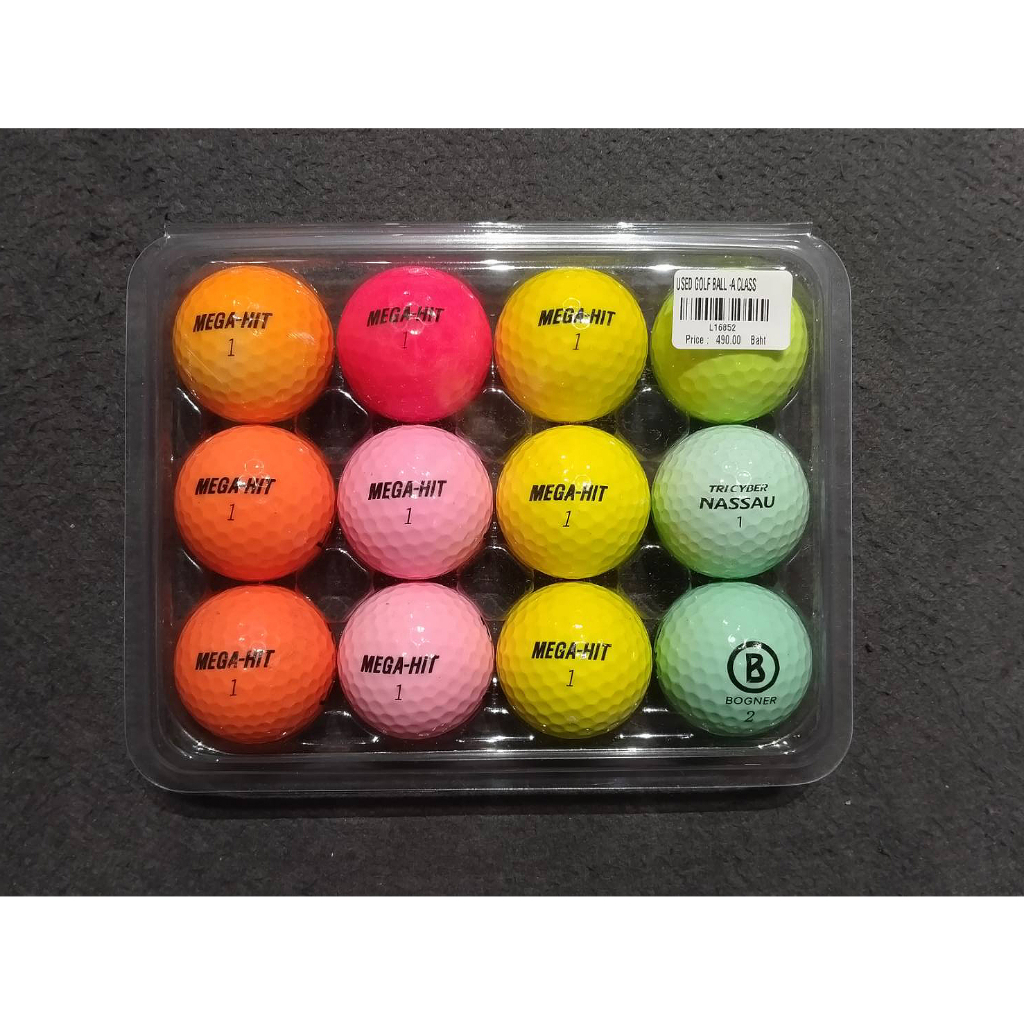 MEGA-HIT
1
MEGA-HIT
1
MEGA-HIT
1
USED GOLF BALL -A CLASS
L16852
Price : 490.00 Baht
MEGA-HIT
1
MEGA-HIT
1
MEGA-HIT
1
TRI CYBER
NASSAU
1
MEGA-HIT
1
MEGA-HIT
1
MEGA-HIT
1
B
BOGNER
2